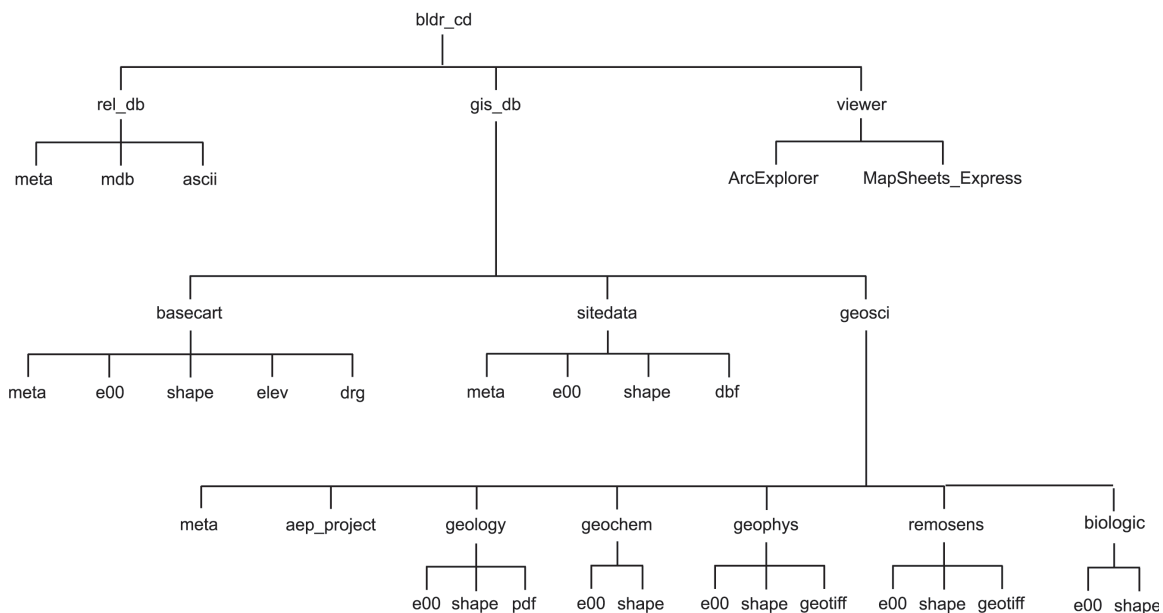 bldr_cd
rel_db gis_db viewer
meta mdb ascii ArcExplorer MapSheets_Express
basecart sitedata geosci
meta e00 shape elev drg meta e00 shape dbf
meta aep_project geology geochem geophys remosens biologic
e00 shape pdf e00 shape e00 shape geotiff e00 shape geotiff e00 shape